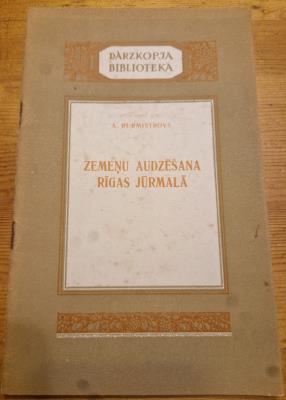 DĀRZKOPJA
BIBLIOTEKA
A. BURMISTROVS
ZEMEŅU AUDZĒŠANA
RĪGAS JŪRMALĀ